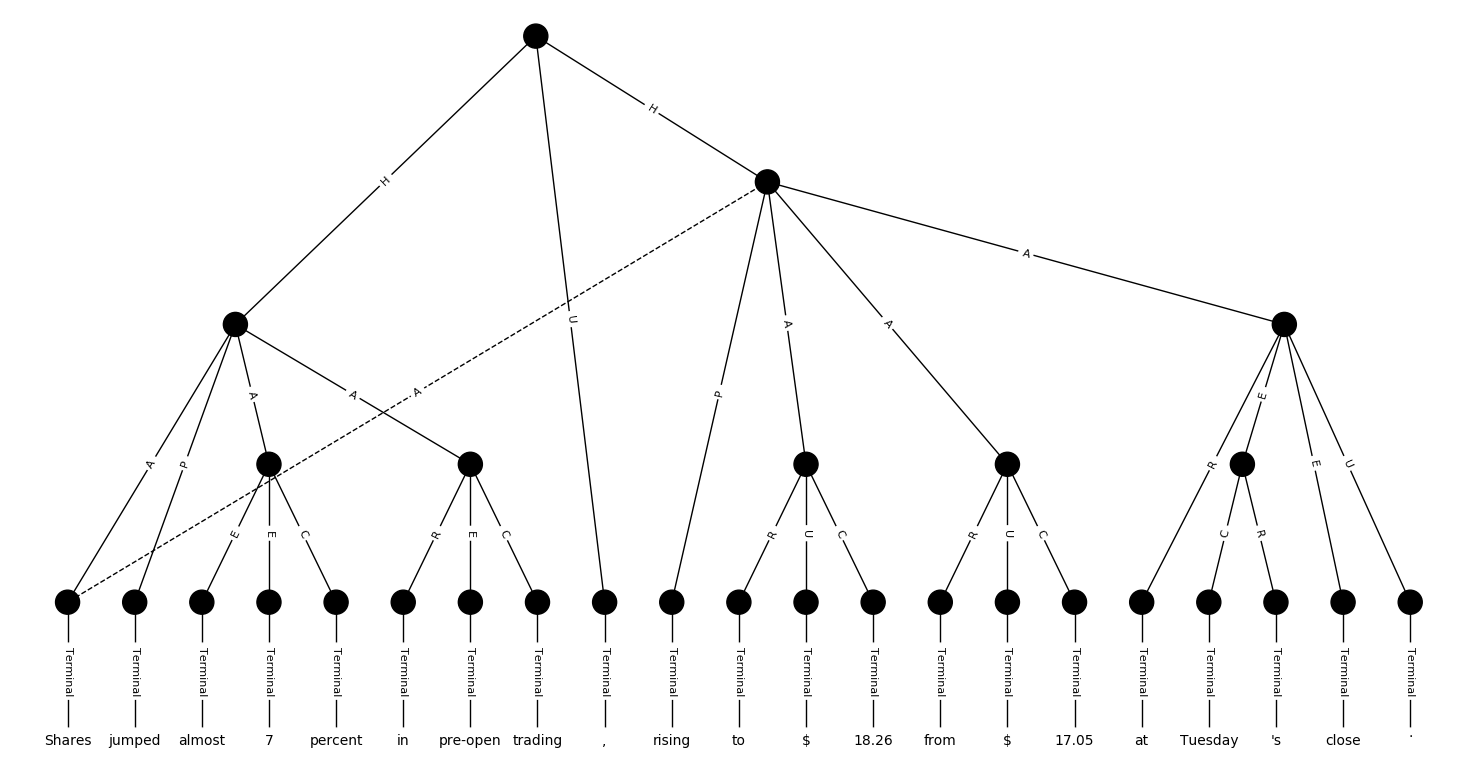 H
H
A
U
A
A
A
A
A
A
P
E
P
A
P
R
E
U
E
E
C
R
E
C
R
U
C
R
U
C
C
R
Terminal Terminal Terminal Terminal Terminal Terminal Terminal Terminal Terminal Terminal Terminal Terminal Terminal Terminal Terminal Terminal Terminal Terminal Terminal Terminal Terminal
Shares jumped almost 7 percent in pre-open trading , rising to $ 18.26 from $ 17.05 at Tuesday 's close .